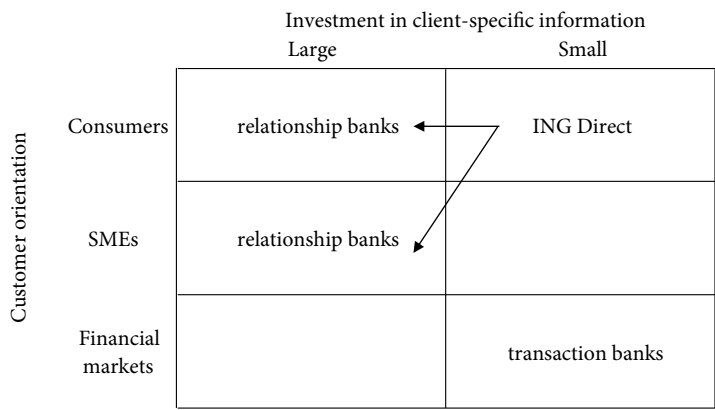 Investment in client-specific information
Large Small
Customer orientation
Consumers relationship banks ING Direct
SMEs relationship banks
Financial
markets transaction banks